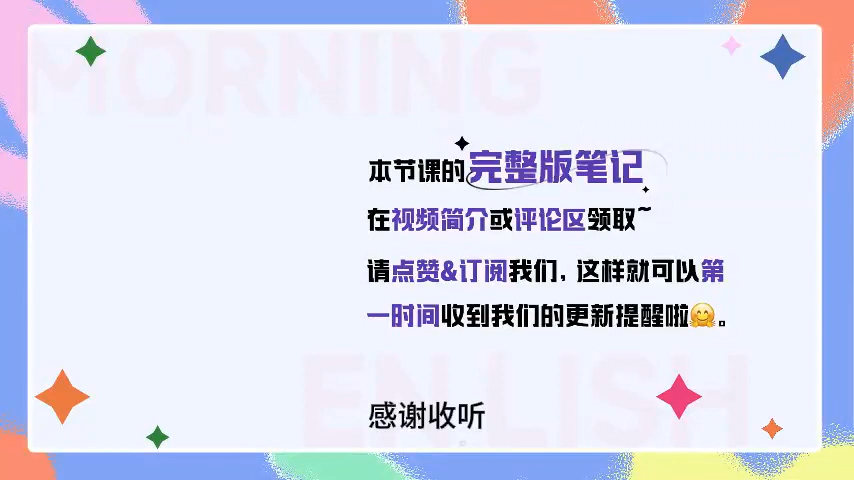 MORNING
本节课的完整版笔记
在视频简介或评论区领取~
请点赞&订阅我们，这样就可以第
一时间收到我们的更新提醒啦🤗。
ENLISH
感谢收听